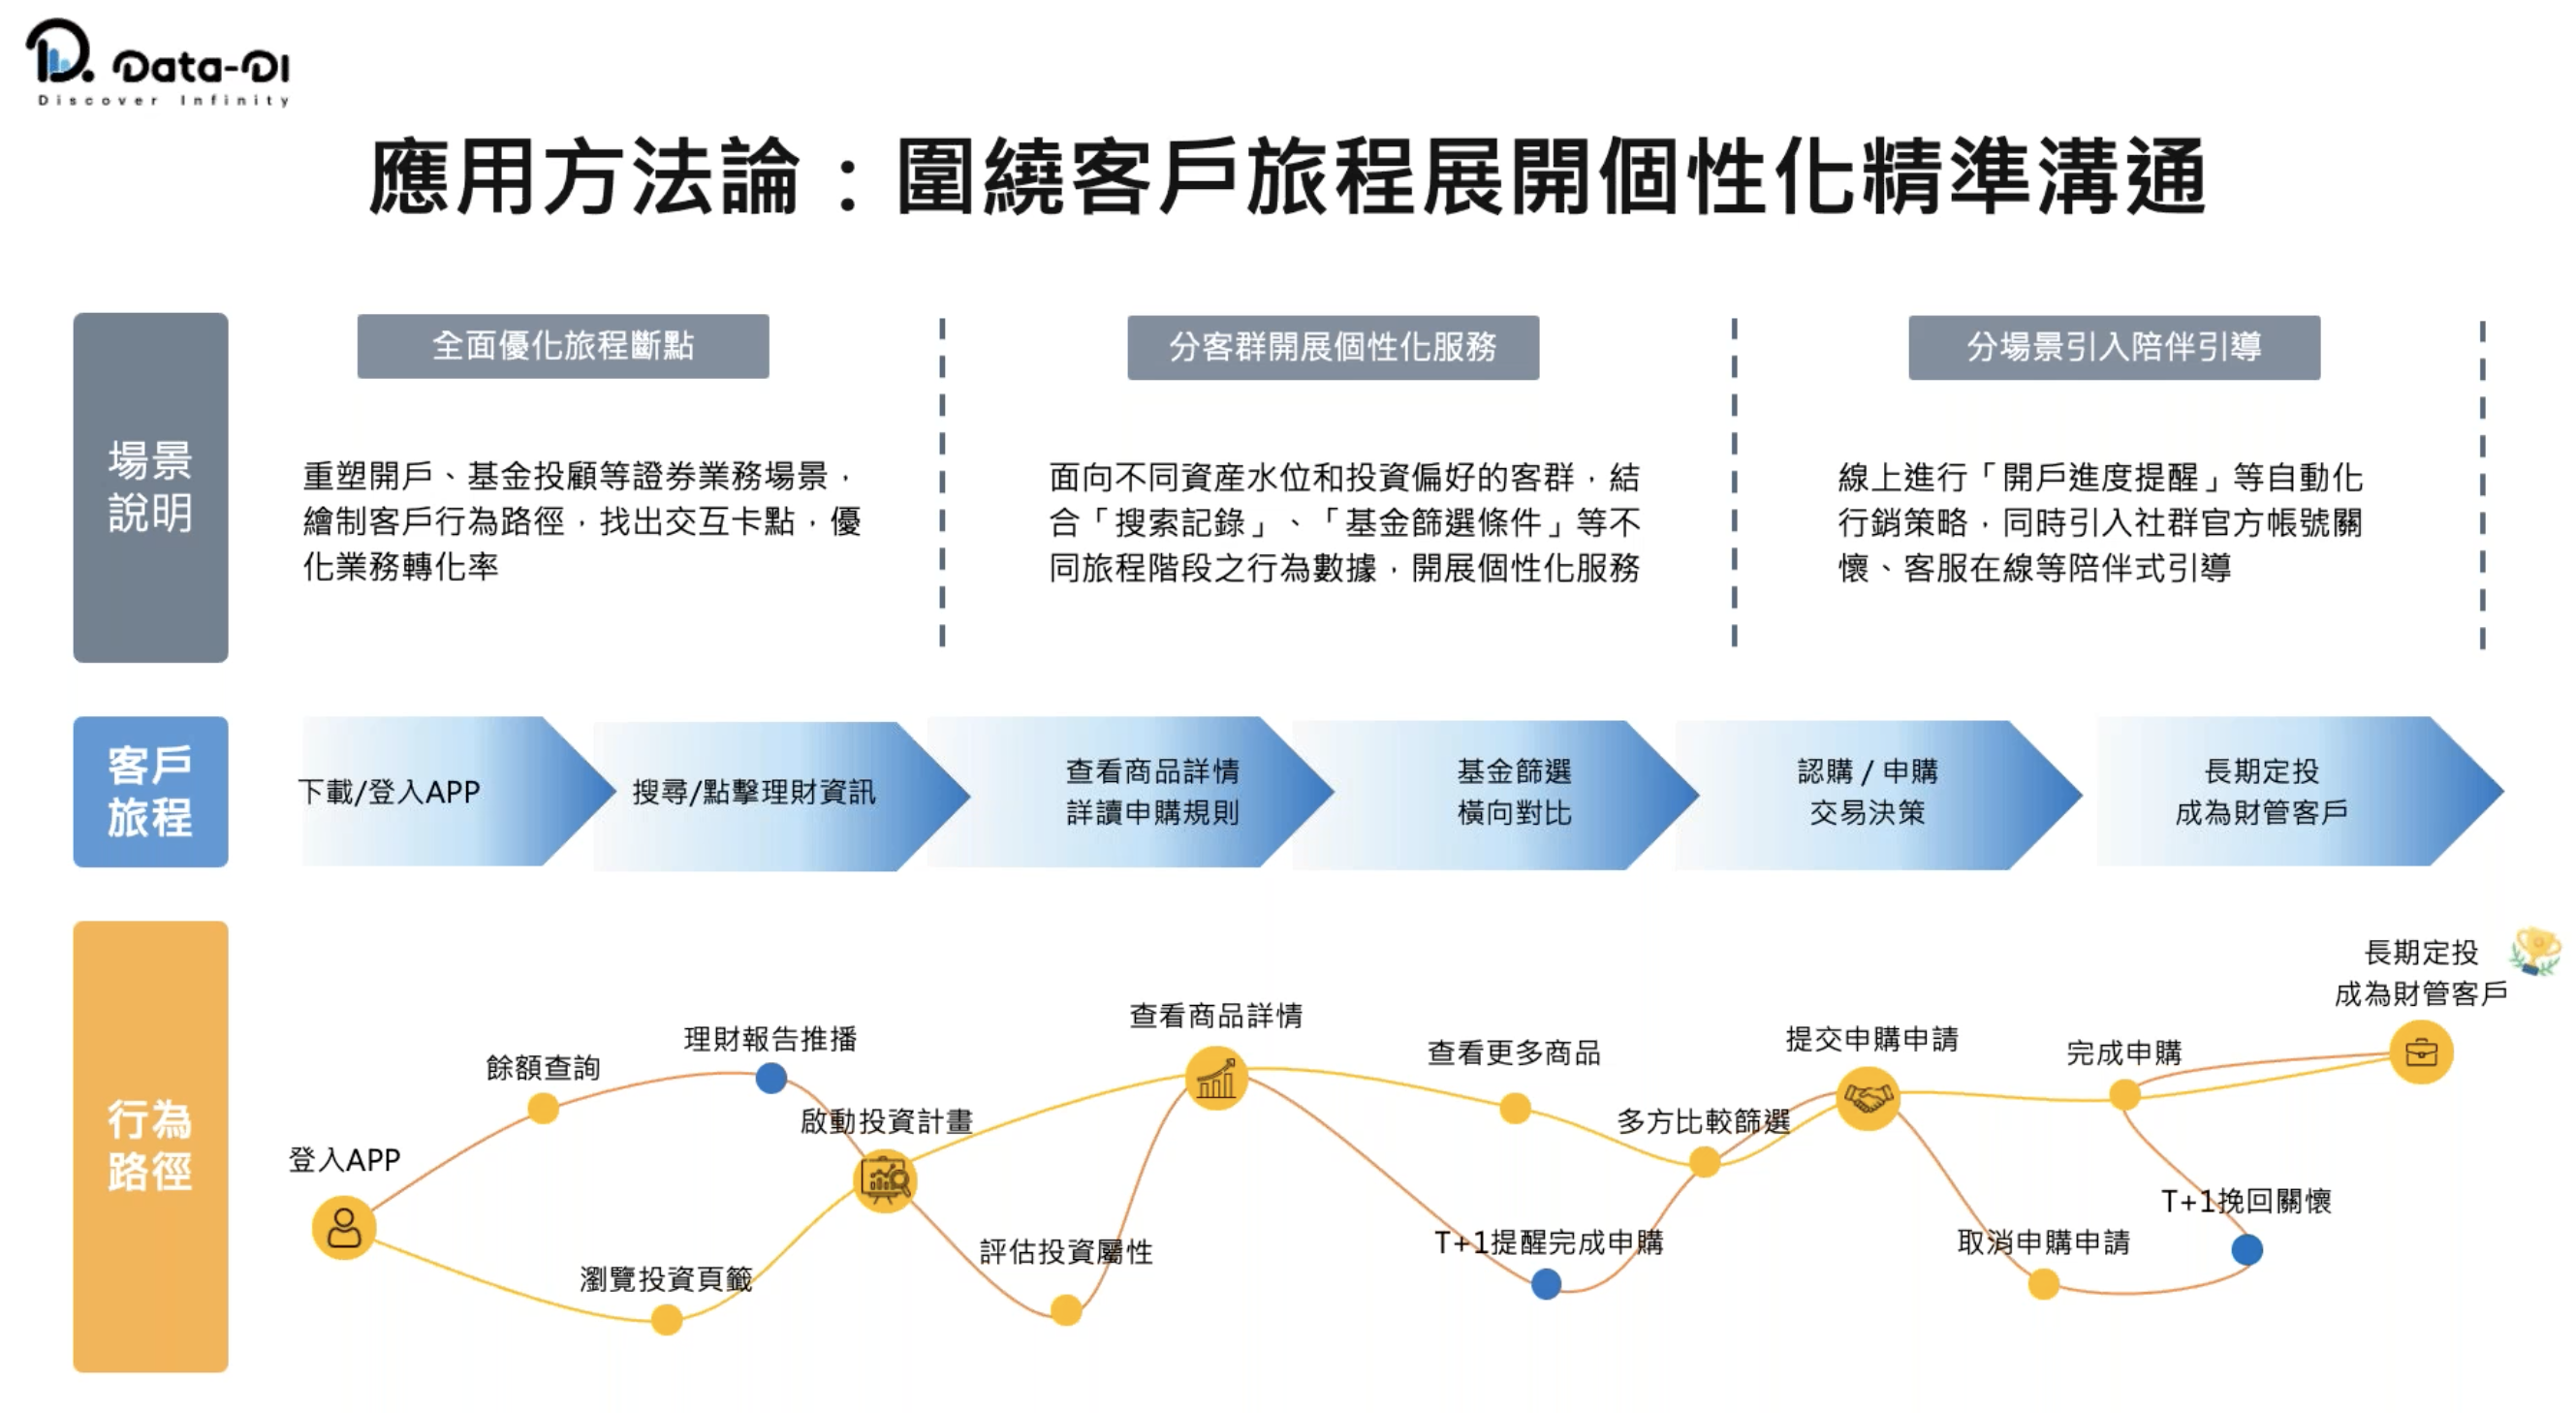 Data-DI
Discover Infinity
應用方法論：圍繞客戶旅程展開個性化精準溝通
場景
說明
全面優化旅程斷點
重塑開戶、基金投顧等證券業務場景，
繪制客戶行為路徑，找出交互卡點，優
化業務轉化率
分客群開展個性化服務
面向不同資產水位和投資偏好的客群，結
合「搜索記錄」、「基金篩選條件」等不
同旅程階段之行為數據，開展個性化服務
分場景引入陪伴引導
線上進行「開戶進度提醒」等自動化
行銷策略，同時引入社群官方帳號關
懷、客服在線等陪伴式引導
客戶
旅程
下載/登入APP
搜尋/點擊理財資訊
查看商品詳情
詳讀申購規則
基金篩選
橫向對比
認購 / 申購
交易決策
長期定投
成為財管客戶
行為
路徑
登入APP
餘額查詢
理財報告推播
瀏覽投資頁籤
啟動投資計畫
評估投資屬性
查看商品詳情
查看更多商品
T+1提醒完成申購
多方比較篩選
提交申購申請
取消申購申請
完成申購
T+1挽回關懷
長期定投
成為財管客戶